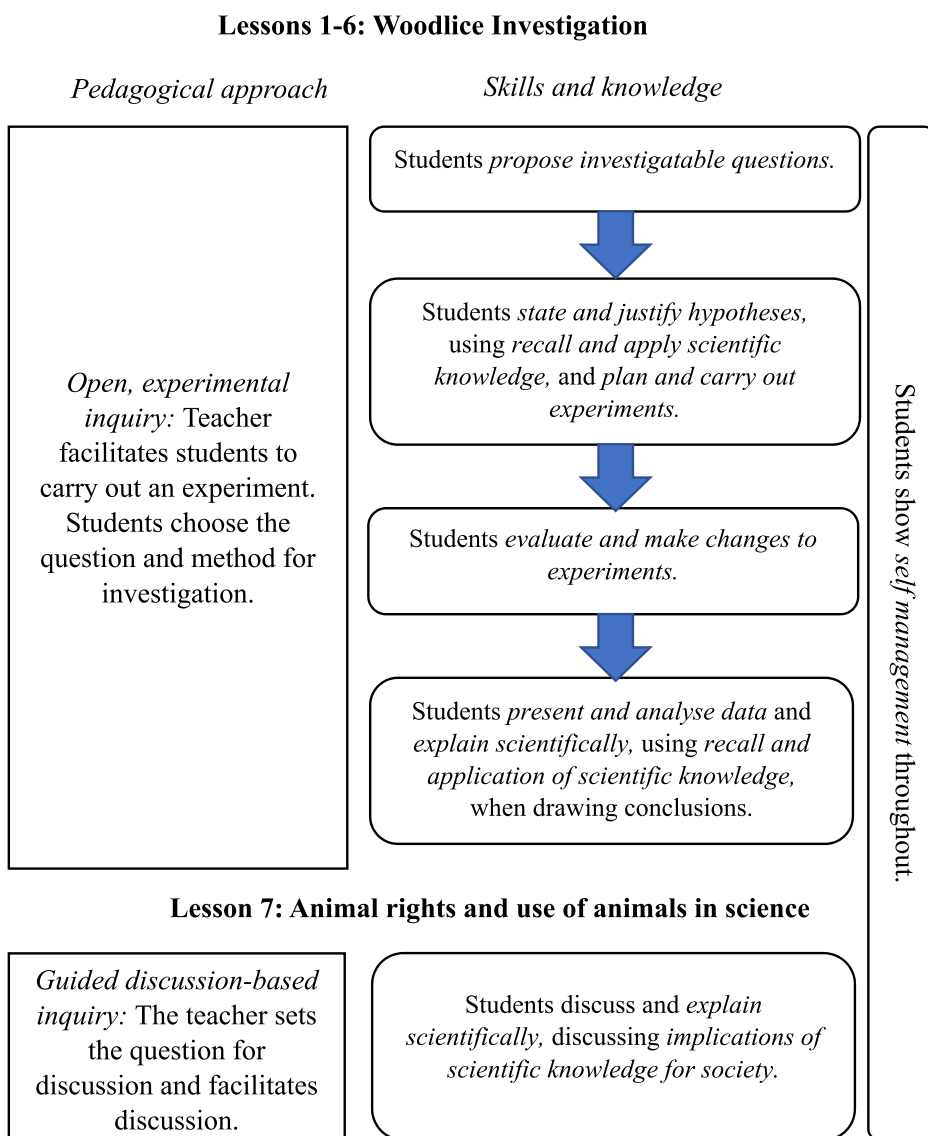 Lessons 1-6: Woodlice Investigation
Pedagogical approach
Skills and knowledge
Open, experimental
inquiry: Teacher
facilitates students to
carry out an experiment.
Students choose the
question and method for
investigation.
Students propose investigatable questions.
Students state and justify hypotheses,
using recall and apply scientific
knowledge, and plan and carry out
experiments.
Students evaluate and make changes to
experiments.
Students present and analyse data and
explain scientifically, using recall and
application of scientific knowledge,
when drawing conclusions.
Students show self management throughout.
Lesson 7: Animal rights and use of animals in science
Guided discussion-based
inquiry: The teacher sets
the question for
discussion and facilitates
discussion.
Students discuss and explain
scientifically, discussing implications of
scientific knowledge for society.